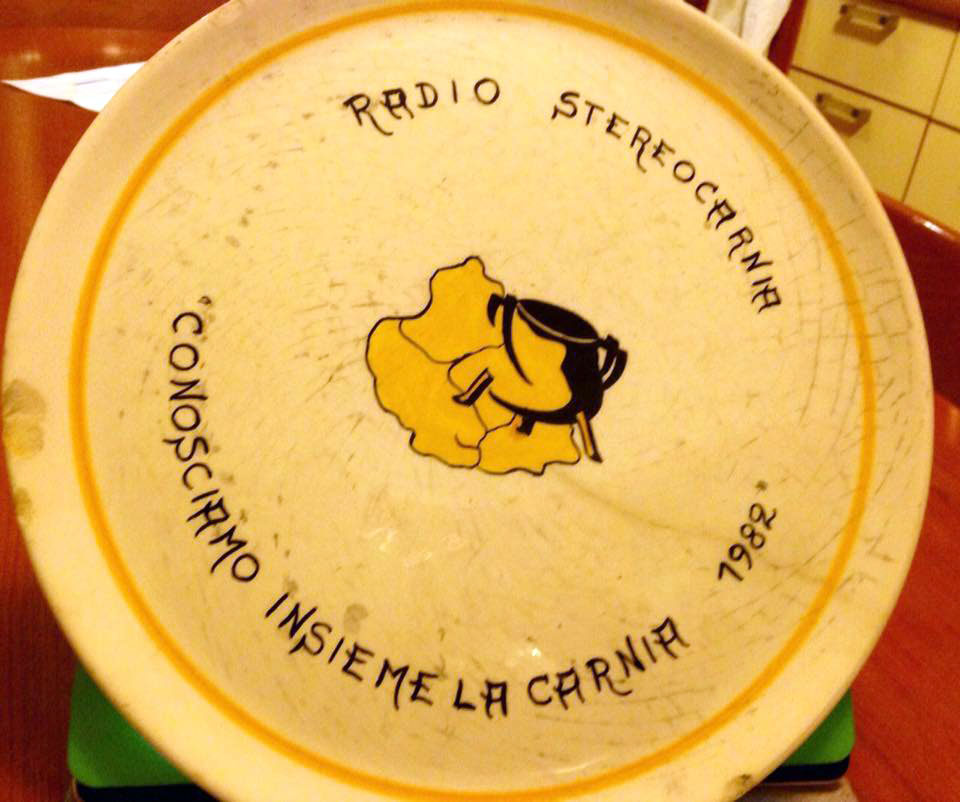 RADIO STEREOCARNIA
"CONOSCIAMO INSIEME LA CARNIA 1982"